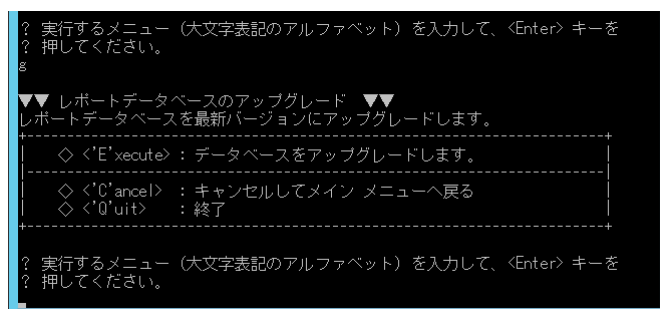 ? 実行するメニュー（大文字表記のアルファベット）を入力して、<Enter> キーを
? 押してください。
g
▼▼ レポートデータベースのアップグレード ▼▼
レポートデータベースを最新バージョンにアップグレードします。
+------------------------------------------------------------------------+
| ◇ <'E'xecute> : データベースをアップグレードします。 |
|------------------------------------------------------------------------|
| ◇ <'C'ancel> : キャンセルしてメイン メニューへ戻る |
| ◇ <'Q'uit> : 終了 |
+------------------------------------------------------------------------+
? 実行するメニュー（大文字表記のアルファベット）を入力して、<Enter> キーを
? 押してください。